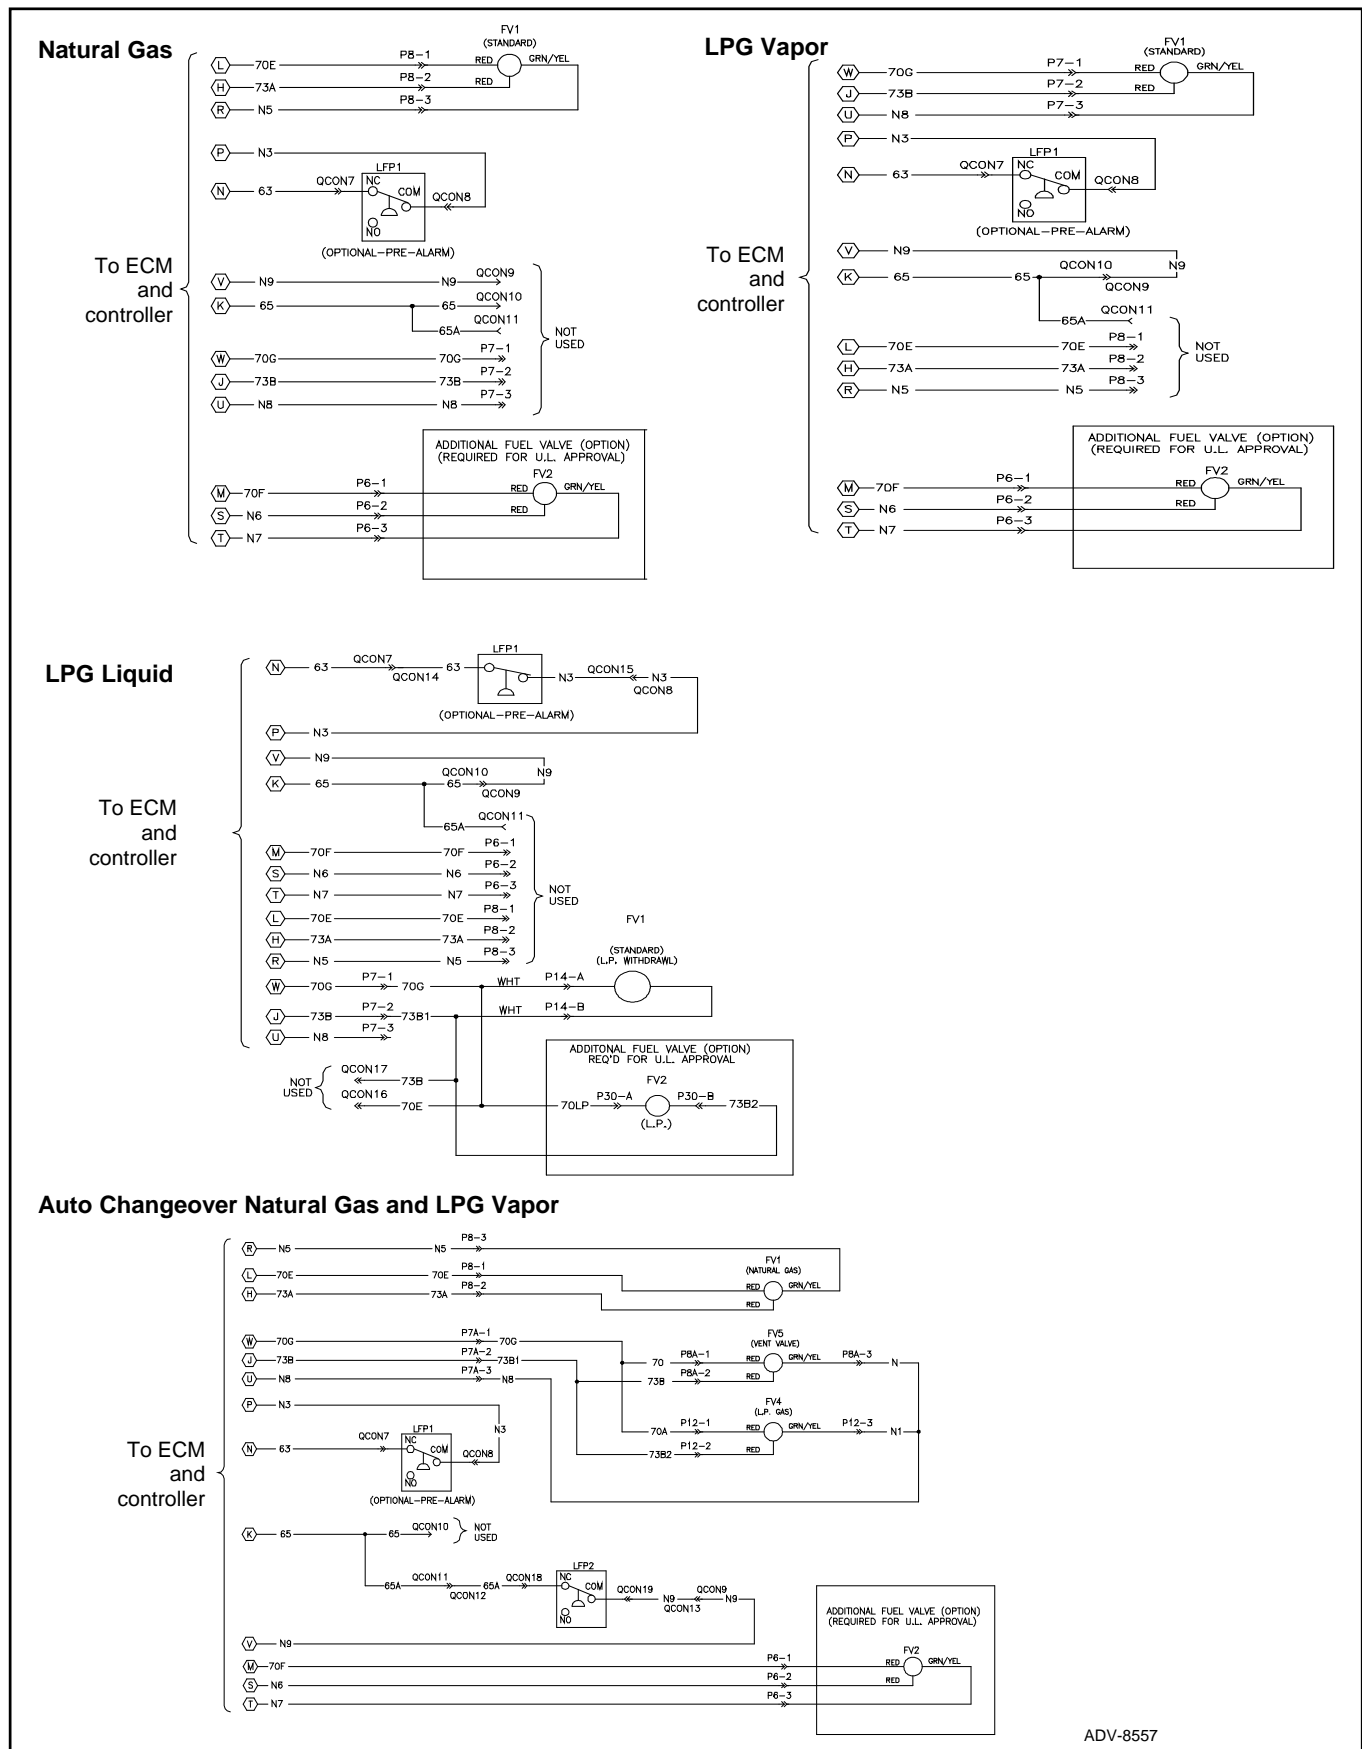 Natural Gas
FV1
(STANDARD)
L 70E P8-1 RED GRN/YEL
H 73A P8-2 RED
R N5 P8-3
P N3
LFP1
N 63 QCON7 NC COM QCON8
NO
(OPTIONAL-PRE-ALARM)
To ECM
and
controller
V N9 N9 QCON9
K 65 65 QCON10
65A QCON11
NOT
USED
W 70G 70G P7-1
J 73B 73B P7-2
U N8 N8 P7-3
ADDITIONAL FUEL VALVE (OPTION)
(REQUIRED FOR U.L. APPROVAL)
FV2
M 70F P6-1 RED GRN/YEL
S N6 P6-2 RED
T N7 P6-3
LPG Vapor
FV1
(STANDARD)
W 70G P7-1 RED GRN/YEL
J 73B P7-2 RED
U N8 P7-3
P N3
LFP1
N 63 QCON7 NC COM QCON8
NO
(OPTIONAL-PRE-ALARM)
To ECM
and
controller
V N9 N9
K 65 65 QCON10
QCON9
65A QCON11
NOT
USED
L 70E 70E P8-1
H 73A 73A P8-2
R N5 N5 P8-3
ADDITIONAL FUEL VALVE (OPTION)
(REQUIRED FOR U.L. APPROVAL)
FV2
M 70F P6-1 RED GRN/YEL
S N6 P6-2 RED
T N7 P6-3
LPG Liquid
LFP1
N 63 QCON7 63 N3 QCON15 N3
QCON14 QCON8
(OPTIONAL-PRE-ALARM)
P N3
V N9 N9
K 65 65 QCON10
QCON9
To ECM
and
controller
65A QCON11
M 70F 70F P6-1
S N6 N6 P6-2
T N7 N7 P6-3
NOT
USED
L 70E 70E P8-1
H 73A 73A P8-2
R N5 N5 P8-3
FV1
(STANDARD)
(L.P. WITHDRAWL)
W 70G P7-1 70G WHT P14-A
J 73B P7-2 73B1 WHT P14-B
U N8 P7-3
ADDITONAL FUEL VALVE (OPTION)
REQ'D FOR U.L. APPROVAL
NOT
USED
QCON17 73B
QCON16 70E
FV2
70LP P30-A P30-B 73B2
(L.P.)
Auto Changeover Natural Gas and LPG Vapor
R N5 N5 P8-3
FV1
(NATURAL GAS)
L 70E 70E P8-1 RED GRN/YEL
H 73A 73A P8-2 RED
W 70G P7A-1 70G
J 73B P7A-2 73B1
U N8 P7A-3 N8
FV5
(VENT VALVE)
70 P8A-1 RED GRN/YEL P8A-3 N
73B P8A-2 RED
FV4
(L.P. GAS)
70A P12-1 RED GRN/YEL P12-3 N1
73B2 P12-2 RED
P N3 N3
LFP1
N 63 QCON7 NC COM QCON8
NO
(OPTIONAL-PRE-ALARM)
To ECM
and
controller
K 65 65 QCON10
NOT
USED
LFP2
65A QCON11 65A QCON18 NC COM QCON19 N9 QCON9 N9
QCON12 QCON13
NO
V N9
ADDITIONAL FUEL VALVE (OPTION)
(REQUIRED FOR U.L. APPROVAL)
FV2
M 70F P6-1 RED GRN/YEL
S N6 P6-2 RED
T N7 P6-3
ADV-8557